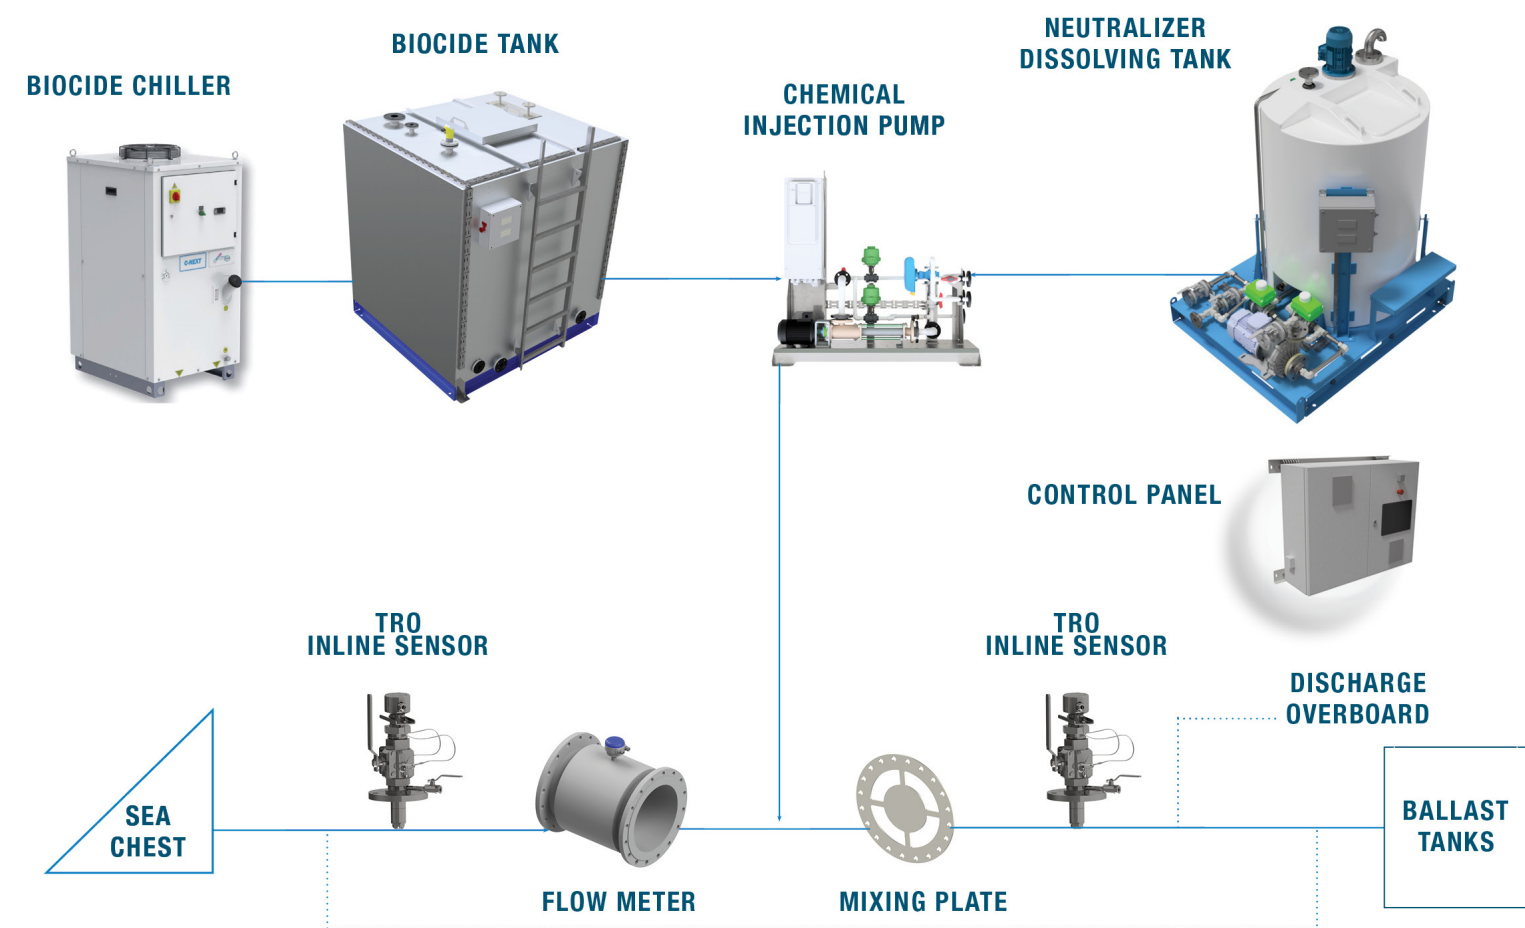 BIOCIDE CHILLER
BIOCIDE TANK
CHEMICAL
INJECTION PUMP
NEUTRALIZER
DISSOLVING TANK
CONTROL PANEL
TRO
INLINE SENSOR
TRO
INLINE SENSOR
DISCHARGE
OVERBOARD
SEA
CHEST
FLOW METER
MIXING PLATE
BALLAST
TANKS